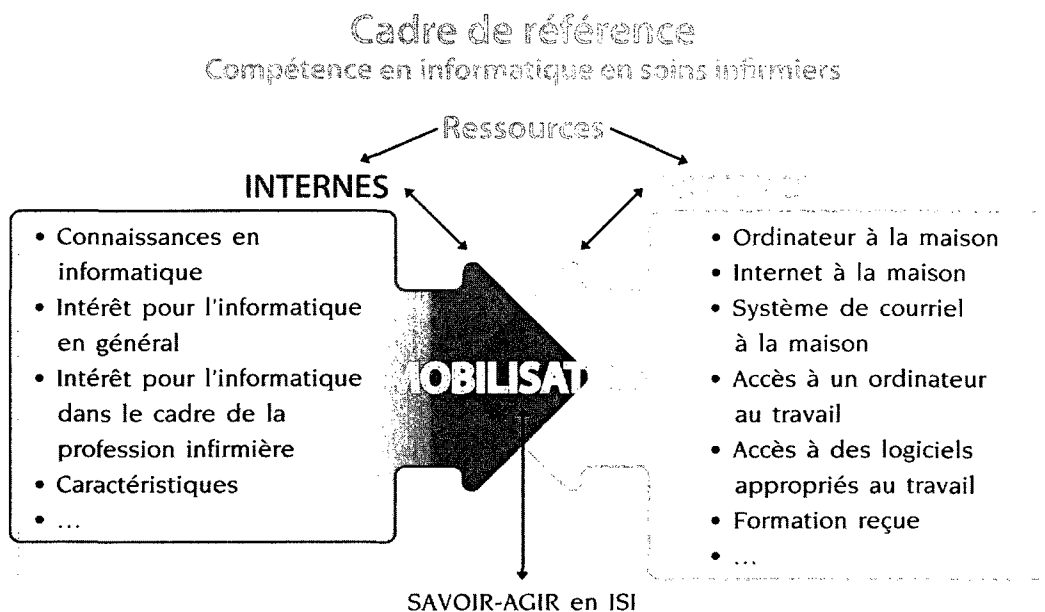 Cadre de référence
Compétence en informatique en soins infirmiers
Ressources
INTERNES
• Connaissances en
informatique
• Intérêt pour l'informatique
en général
• Intérêt pour l'informatique
dans le cadre de la
profession infirmière
• Caractéristiques
• ...
MOBILISAT
• Ordinateur à la maison
• Internet à la maison
• Système de courriel
à la maison
• Accès à un ordinateur
au travail
• Accès à des logiciels
appropriés au travail
• Formation reçue
• ...
SAVOIR-AGIR en ISI